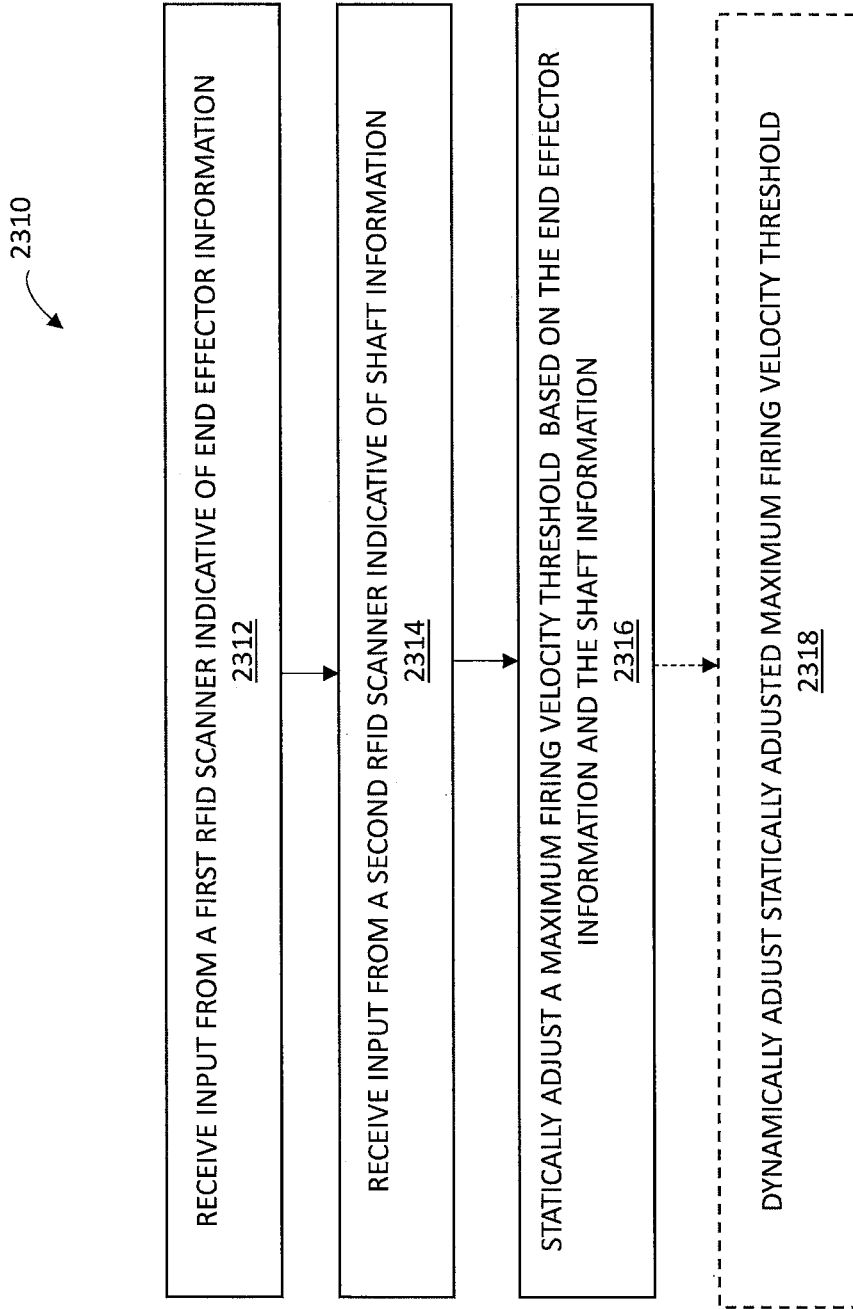 2310
RECEIVE INPUT FROM A FIRST RFID SCANNER INDICATIVE OF END EFFECTOR INFORMATION
2312
RECEIVE INPUT FROM A SECOND RFID SCANNER INDICATIVE OF SHAFT INFORMATION
2314
STATICALLY ADJUST A MAXIMUM FIRING VELOCITY THRESHOLD BASED ON THE END EFFECTOR
INFORMATION AND THE SHAFT INFORMATION
2316
DYNAMICALLY ADJUST STATICALLY ADJUSTED MAXIMUM FIRING VELOCITY THRESHOLD
2318